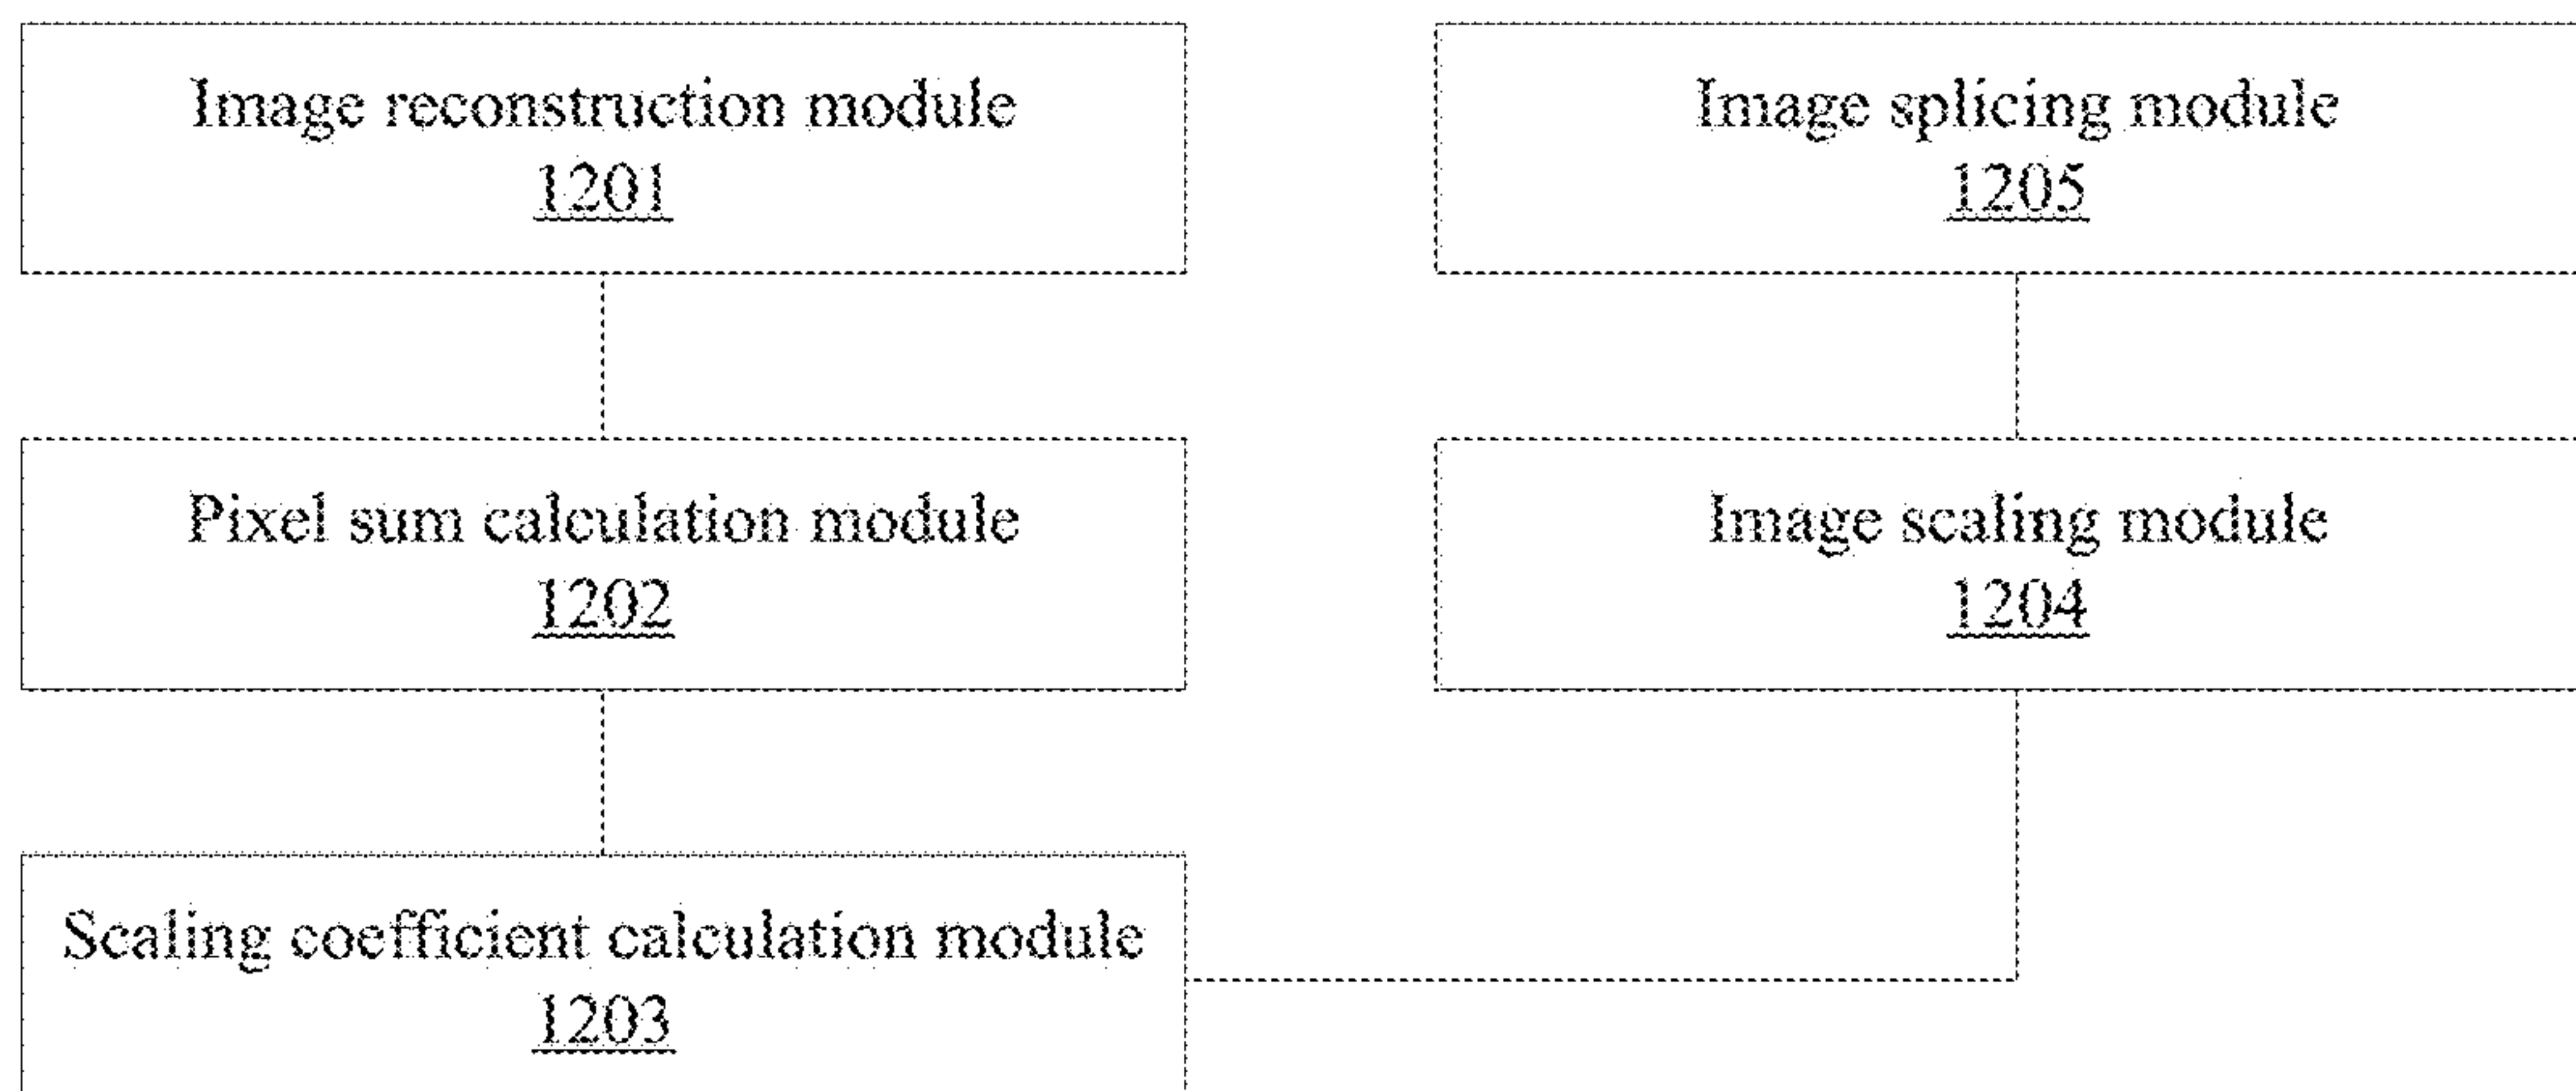 Image reconstruction module
1201
Image splicing module
1205
Pixel sum calculation module
1202
Image scaling module
1204
Scaling coefficient calculation module
1203